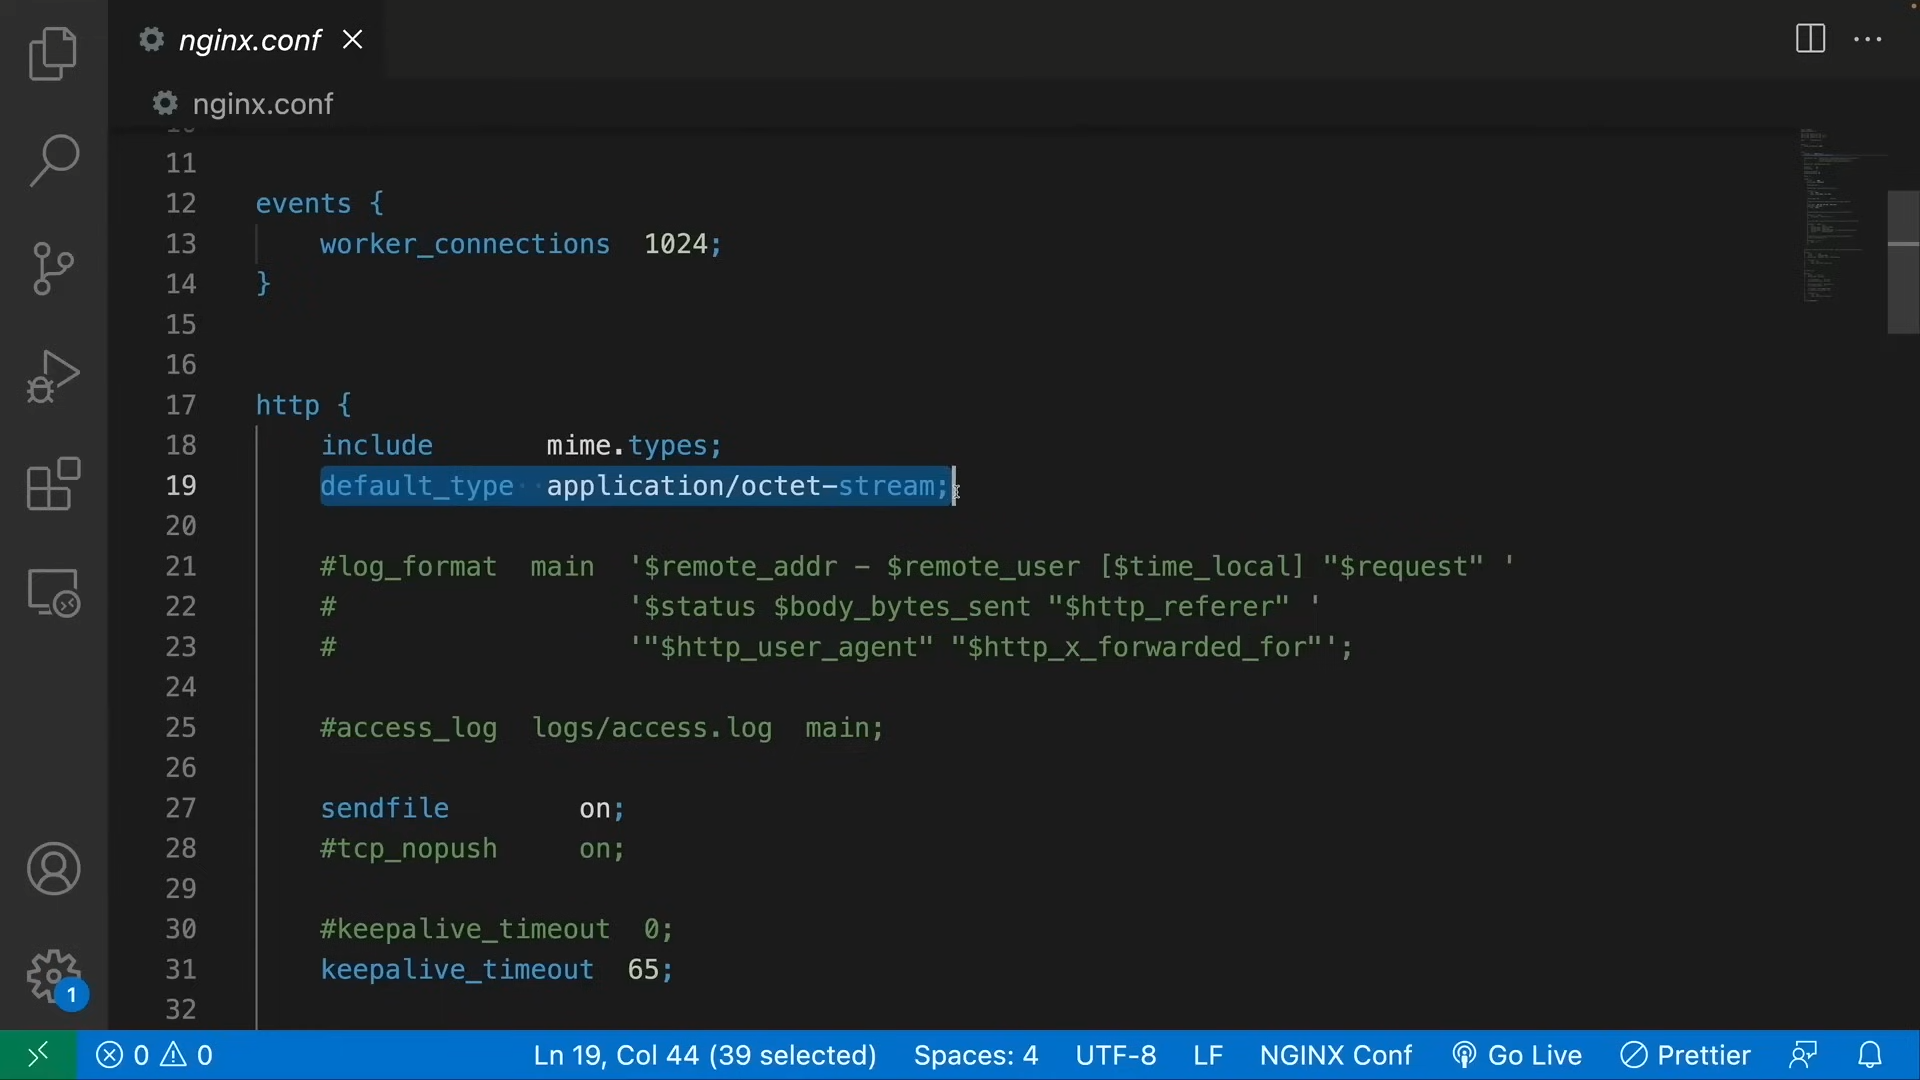 nginx.conf
nginx.conf
11
12 events {
13     worker_connections  1024;
14 }
15
16
17 http {
18     include       mime.types;
19     default_type  application/octet-stream;
20
21     #log_format  main  '$remote_addr - $remote_user [$time_local] "$request" '
22     #                  '$status $body_bytes_sent "$http_referer" '
23     #                  '"$http_user_agent" "$http_x_forwarded_for"';
24
25     #access_log  logs/access.log  main;
26
27     sendfile        on;
28     #tcp_nopush     on;
29
30     #keepalive_timeout  0;
31     keepalive_timeout  65;
32
1
0 0 Ln 19, Col 44 (39 selected) Spaces: 4 UTF-8 LF NGINX Conf Go Live Prettier